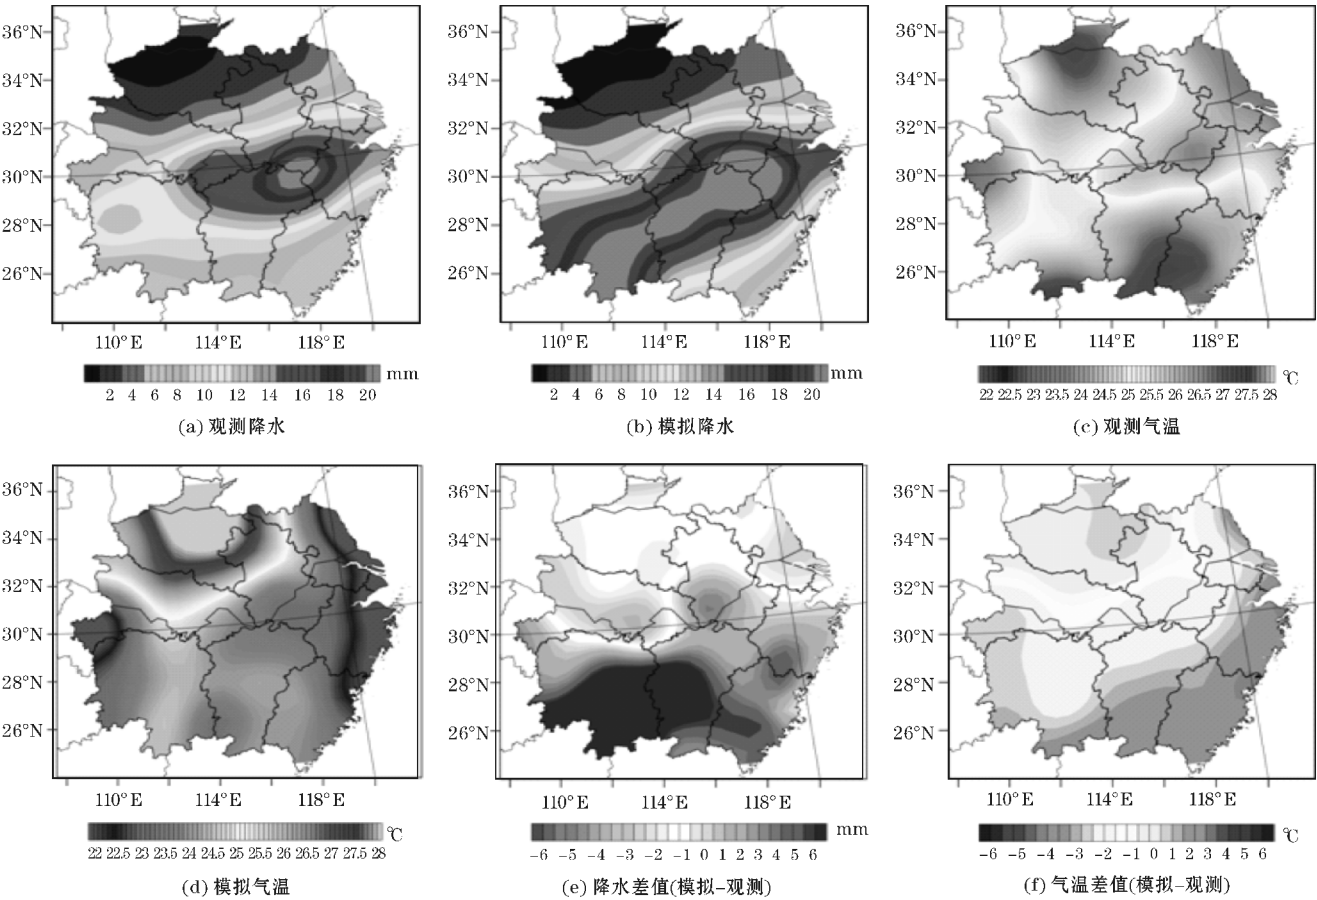 36°N
34°N
32°N
30°N
28°N
26°N
110°E 114°E 118°E
2 4 6 8 10 12 14 16 18 20 mm
(a) 观测降水
36°N
34°N
32°N
30°N
28°N
26°N
110°E 114°E 118°E
2 4 6 8 10 12 14 16 18 20 mm
(b) 模拟降水
36°N
34°N
32°N
30°N
28°N
26°N
110°E 114°E 118°E
22 22.5 23 23.5 24 24.5 25 25.5 26 26.5 27 27.5 28 ℃
(c) 观测气温
36°N
34°N
32°N
30°N
28°N
26°N
110°E 114°E 118°E
22 22.5 23 23.5 24 24.5 25 25.5 26 26.5 27 27.5 28 ℃
(d) 模拟气温
36°N
34°N
32°N
30°N
28°N
26°N
110°E 114°E 118°E
-6 -5 -4 -3 -2 -1 0 1 2 3 4 5 6 mm
(e) 降水差值(模拟-观测)
36°N
34°N
32°N
30°N
28°N
26°N
110°E 114°E 118°E
-6 -5 -4 -3 -2 -1 0 1 2 3 4 5 6 ℃
(f) 气温差值(模拟-观测)